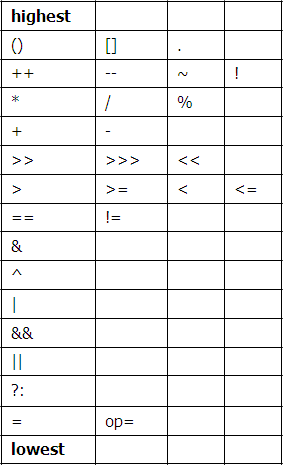 highest
() [] .
++ -- ~ !
* / %
+ -
>> >>> <<
> >= < <=
== !=
&
^
|
&&
||
?:
= op=
lowest